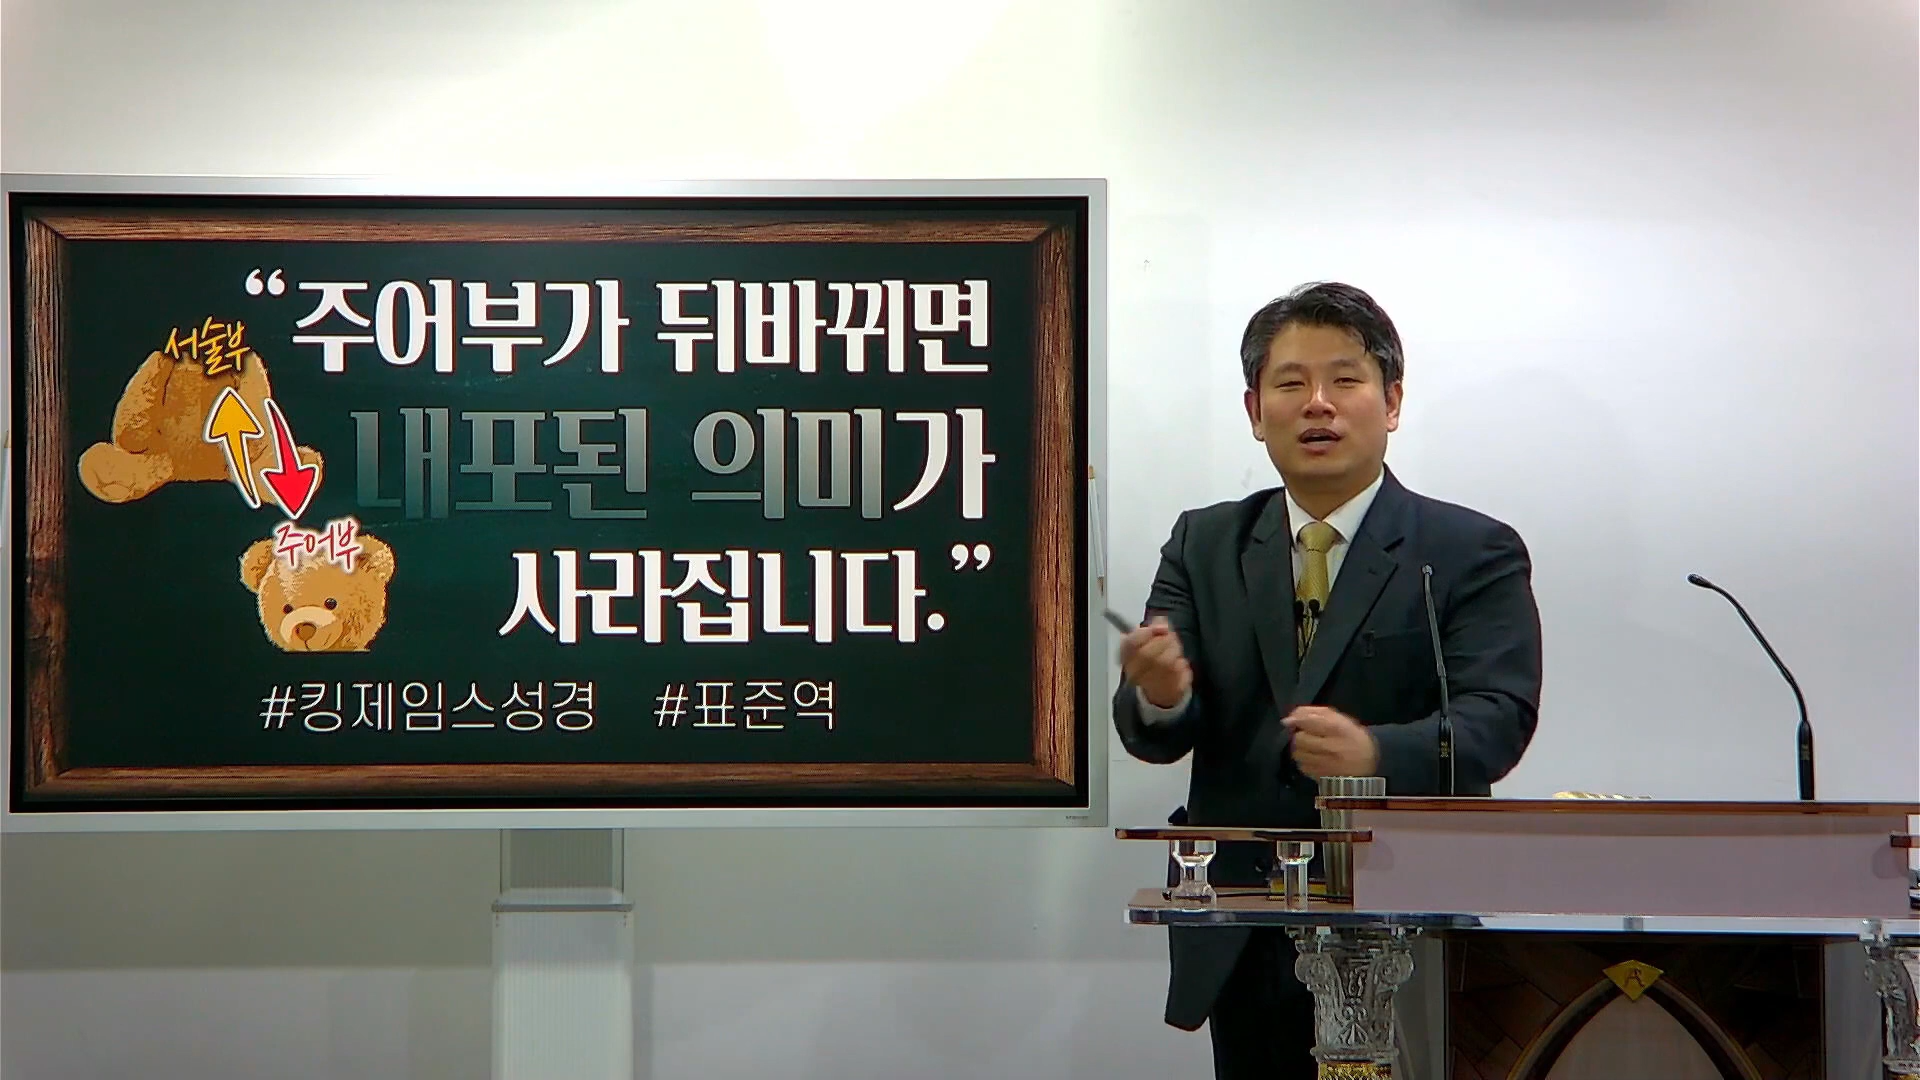 “주어부가 뒤바뀌면
서술부
내포된 의미가
주어부
사라집니다.”
#킹제임스성경 #표준역